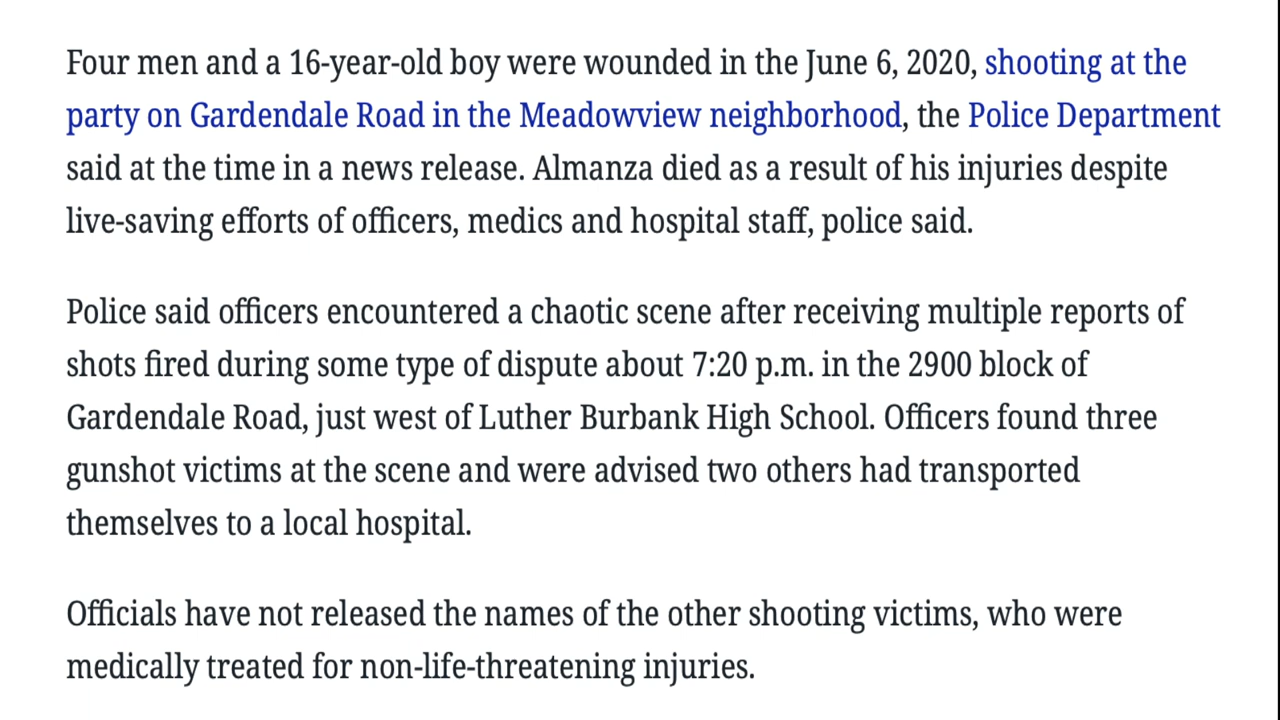 Four men and a 16-year-old boy were wounded in the June 6, 2020, shooting at the
party on Gardendale Road in the Meadowview neighborhood, the Police Department
said at the time in a news release. Almanza died as a result of his injuries despite
live-saving efforts of officers, medics and hospital staff, police said.
Police said officers encountered a chaotic scene after receiving multiple reports of
shots fired during some type of dispute about 7:20 p.m. in the 2900 block of
Gardendale Road, just west of Luther Burbank High School. Officers found three
gunshot victims at the scene and were advised two others had transported
themselves to a local hospital.
Officials have not released the names of the other shooting victims, who were
medically treated for non-life-threatening injuries.